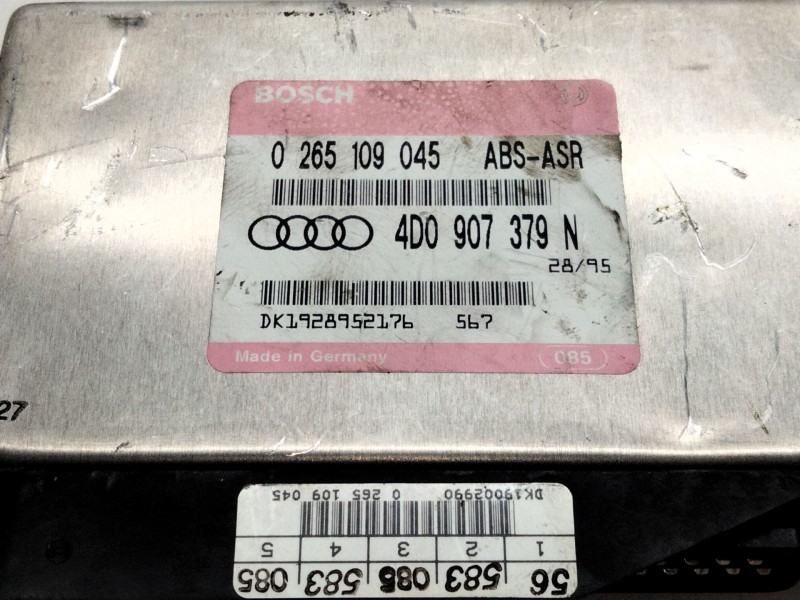 BOSCH
0 265 109 045 ABS-ASR
4D0 907 379 N
28/95
DK1928952176 567
Made in Germany 085
27
DK19002990 0 265 109 045
1 2 3 4 5
56 583 085 583 085